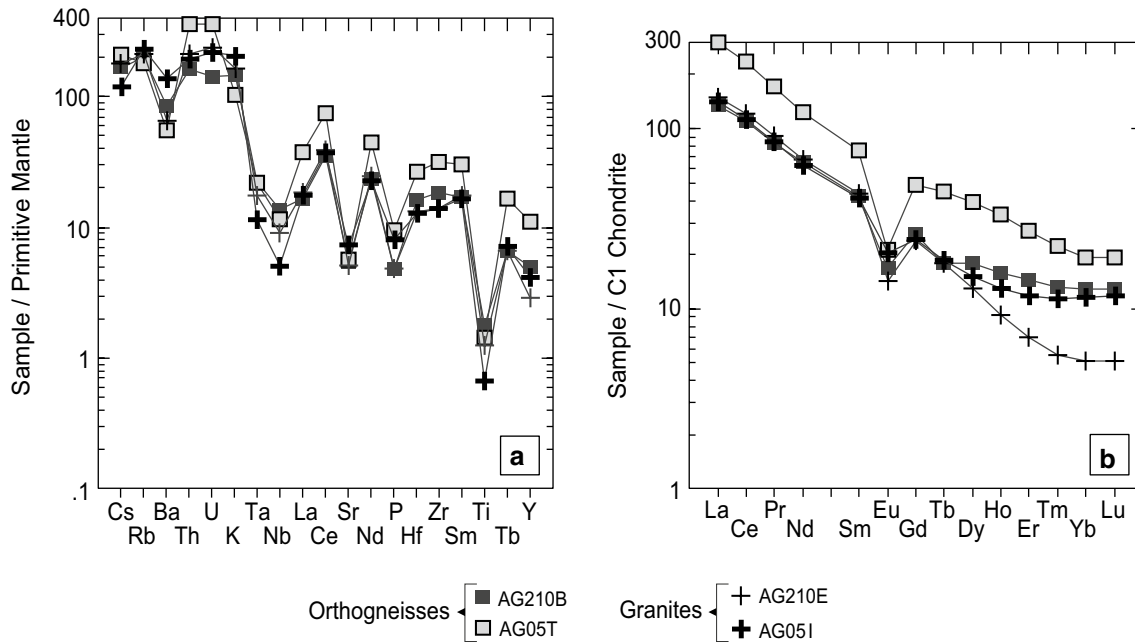 400
100
10
1
.1
Sample / Primitive Mantle
Cs Ba U Ta La Sr P Zr Ti Y
Rb Th K Nb Ce Nd Hf Sm Tb
a
300
100
10
1
Sample / C1 Chondrite
La Pr Eu Tb Ho Tm Lu
Ce Nd Sm Gd Dy Er Yb
b
Orthogneisses
AG210B
AG05T
Granites
AG210E
AG05I